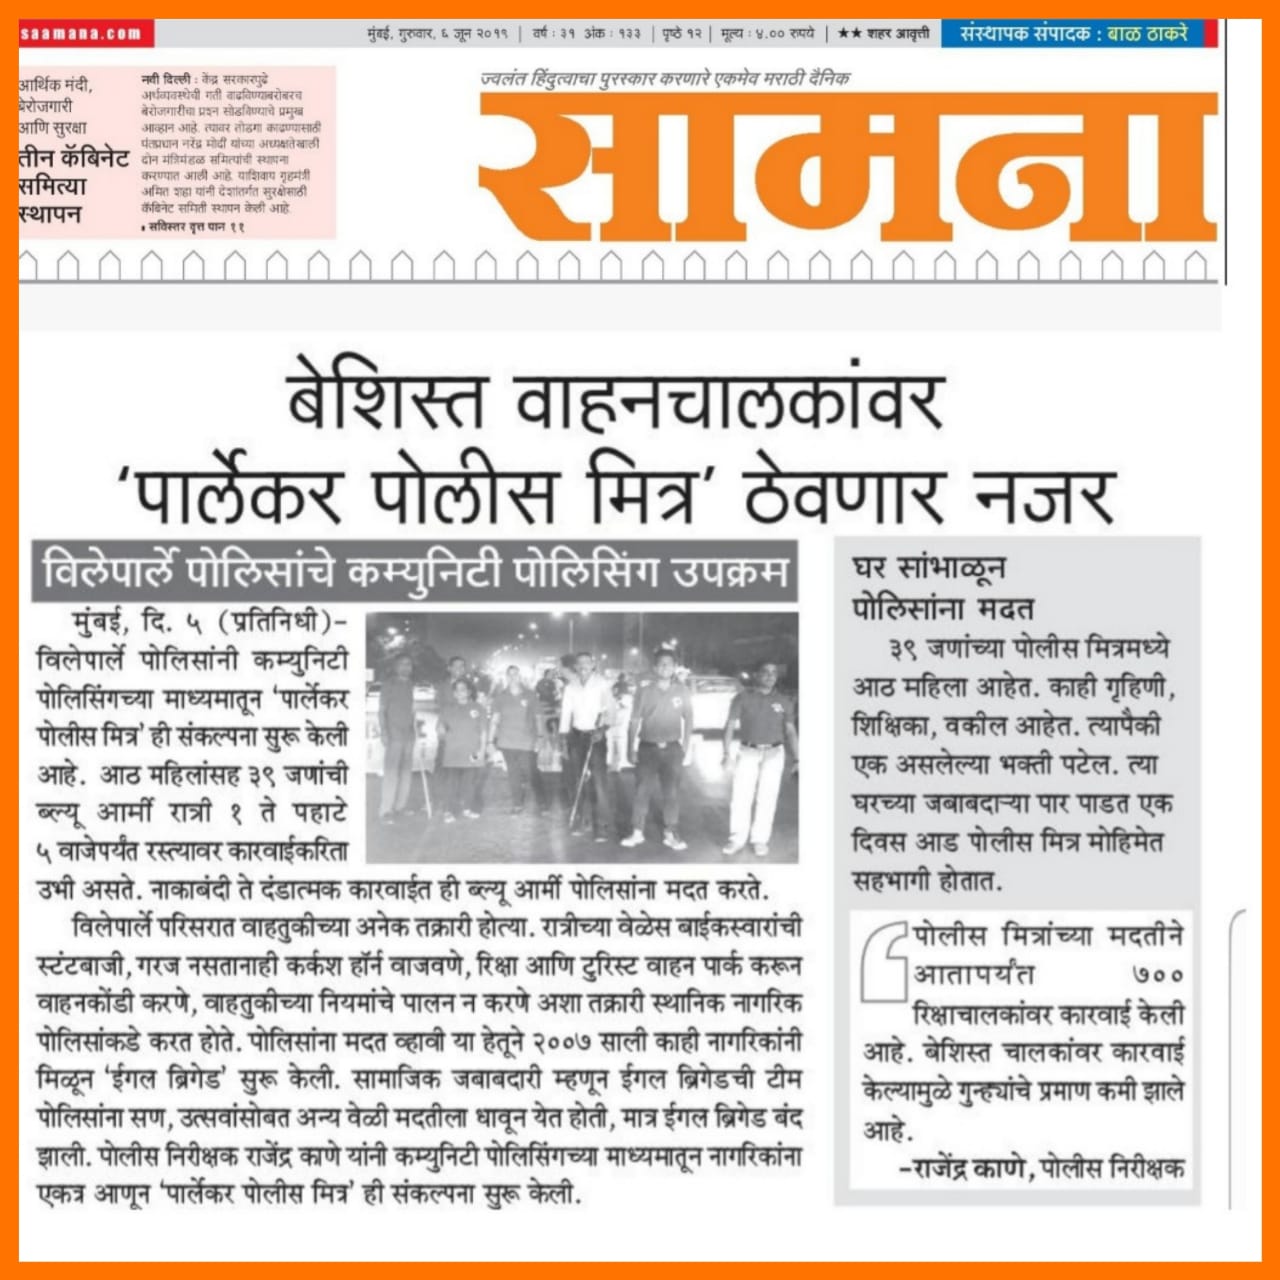 saamana.com
मुंबई, गुरुवार, ६ जून २०१९ | वर्ष : ३१ अंक : १३३ | पृष्ठे १२ | मूल्य : ४.०० रुपये | ★★ शहर आवृत्ती
संस्थापक संपादक : बाळ ठाकरे
आर्थिक मंदी,
बेरोजगारी
आणि सुरक्षा
तीन कॅबिनेट
समित्या
स्थापन
नवी दिल्ली : केंद्र सरकारपुढे
अर्थव्यवस्थेची गती वाढविण्याबरोबरच
बेरोजगारीचा प्रश्न सोडविण्याचे प्रमुख
आव्हान आहे. त्यावर तोडगा काढण्यासाठी
पंतप्रधान नरेंद्र मोदी यांच्या अध्यक्षतेखाली
दोन मंत्रिमंडळ समित्यांची स्थापना
करण्यात आली आहे. याशिवाय गृहमंत्री
अमित शहा यांनी देशांतर्गत सुरक्षेसाठी
कॅबिनेट समिती स्थापन केली आहे.
▪ सविस्तर वृत्त पान ११
ज्वलंत हिंदुत्वाचा पुरस्कार करणारे एकमेव मराठी दैनिक
सामना
बेशिस्त वाहनचालकांवर
‘पार्लेकर पोलीस मित्र’ ठेवणार नजर
विलेपार्ले पोलिसांचे कम्युनिटी पोलिसिंग उपक्रम
मुंबई, दि. ५ (प्रतिनिधी)–
विलेपार्ले पोलिसांनी कम्युनिटी
पोलिसिंगच्या माध्यमातून ‘पार्लेकर
पोलीस मित्र’ ही संकल्पना सुरू केली
आहे. आठ महिलांसह ३९ जणांची
ब्ल्यू आर्मी रात्री १ ते पहाटे
५ वाजेपर्यंत रस्त्यावर कारवाईकरिता
उभी असते. नाकाबंदी ते दंडात्मक कारवाईत ही ब्ल्यू आर्मी पोलिसांना मदत करते.
विलेपार्ले परिसरात वाहतुकीच्या अनेक तक्रारी होत्या. रात्रीच्या वेळेस बाईकस्वारांची
स्टंटबाजी, गरज नसतानाही कर्कश हॉर्न वाजवणे, रिक्षा आणि टुरिस्ट वाहन पार्क करून
वाहनकोंडी करणे, वाहतुकीच्या नियमांचे पालन न करणे अशा तक्रारी स्थानिक नागरिक
पोलिसांकडे करत होते. पोलिसांना मदत व्हावी या हेतूने २००७ साली काही नागरिकांनी
मिळून ‘ईगल ब्रिगेड’ सुरू केली. सामाजिक जबाबदारी म्हणून ईगल ब्रिगेडची टीम
पोलिसांना सण, उत्सवांसोबत अन्य वेळी मदतीला धावून येत होती, मात्र ईगल ब्रिगेड बंद
झाली. पोलीस निरीक्षक राजेंद्र काणे यांनी कम्युनिटी पोलिसिंगच्या माध्यमातून नागरिकांना
एकत्र आणून ‘पार्लेकर पोलीस मित्र’ ही संकल्पना सुरू केली.
घर सांभाळून
पोलिसांना मदत
३९ जणांच्या पोलीस मित्रमध्ये
आठ महिला आहेत. काही गृहिणी,
शिक्षिका, वकील आहेत. त्यापैकी
एक असलेल्या भक्ती पटेल. त्या
घरच्या जबाबदाऱ्या पार पाडत एक
दिवस आड पोलीस मित्र मोहिमेत
सहभागी होतात.
‘पोलीस मित्रांच्या मदतीने
आतापर्यंत ७००
रिक्षाचालकांवर कारवाई केली
आहे. बेशिस्त चालकांवर कारवाई
केल्यामुळे गुन्ह्यांचे प्रमाण कमी झाले
आहे.
–राजेंद्र काणे, पोलीस निरीक्षक